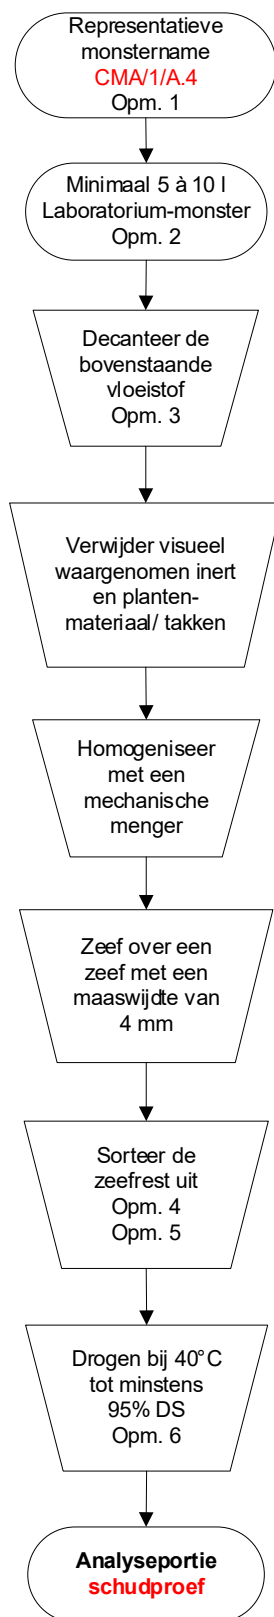 Representatieve
monstername
CMA/1/A.4
Opm. 1
Minimaal 5 à 10 l
Laboratorium-monster
Opm. 2
Decanteer de
bovenstaande
vloeistof
Opm. 3
Verwijder visueel
waargenomen inert
en planten-
materiaal/ takken
Homogeniseer
met een
mechanische
menger
Zeef over een
zeef met een
maaswijdte van
4 mm
Sorteer de
zeefrest uit
Opm. 4
Opm. 5
Drogen bij 40°C
tot minstens
95% DS
Opm. 6
Analyseportie
schudproef